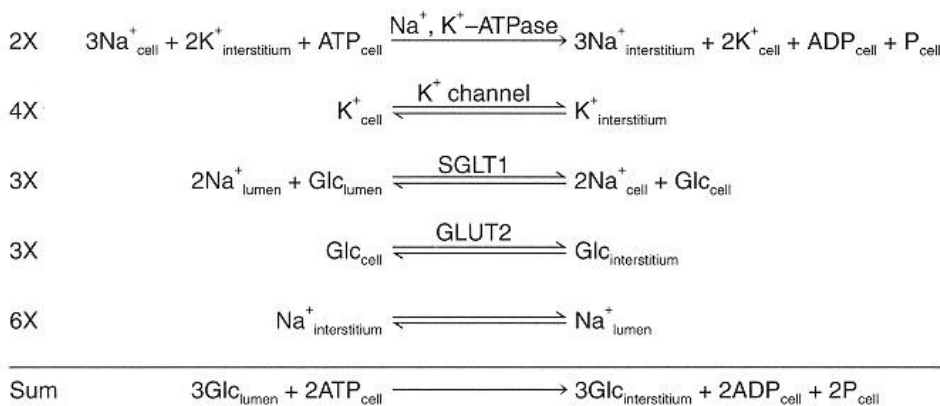 2X 3Na⁺cell + 2K⁺interstitium + ATPcell Na⁺, K⁺–ATPase 3Na⁺interstitium + 2K⁺cell + ADPcell + Pcell
4X K⁺cell K⁺ channel K⁺interstitium
3X 2Na⁺lumen + Glclumen SGLT1 2Na⁺cell + Glccell
3X Glccell GLUT2 Glcinterstitium
6X Na⁺interstitium Na⁺lumen
Sum 3Glclumen + 2ATPcell 3Glcinterstitium + 2ADPcell + 2Pcell